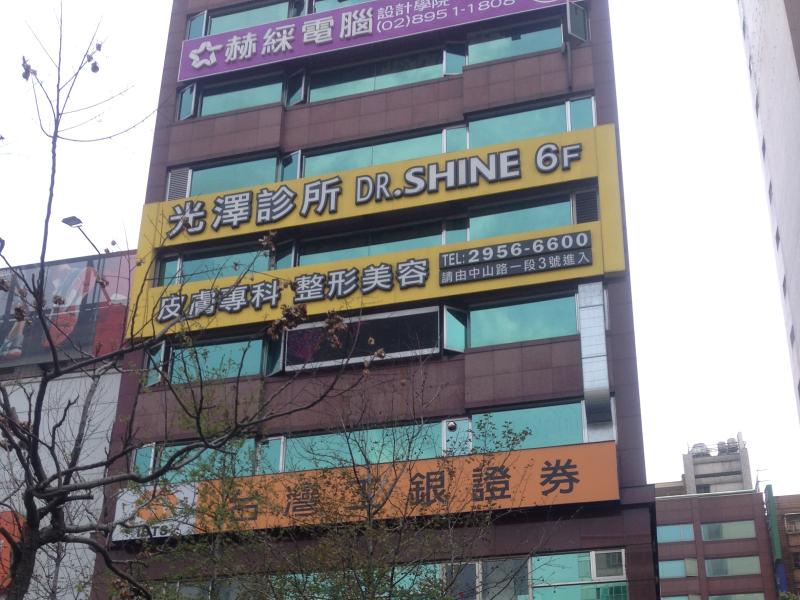 赫綵電腦 設計學院
(02)8951-1808
光澤診所 DR.SHINE 6F
皮膚專科 整形美容
TEL:2956-6600
請由中山路一段3號進入
台灣工銀證券